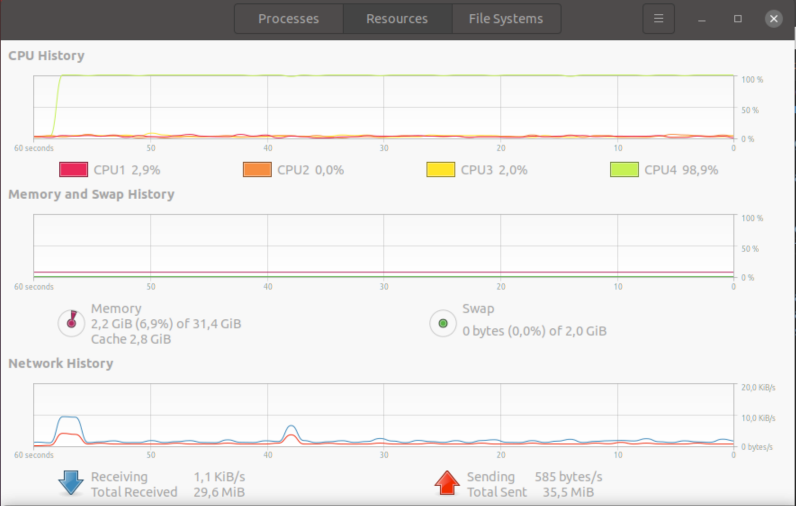 Processes Resources File Systems
CPU History
100 %
50 %
0 %
60 seconds 50 40 30 20 10 0
CPU1 2,9% CPU2 0,0% CPU3 2,0% CPU4 98,9%
Memory and Swap History
100 %
50 %
0 %
60 seconds 50 40 30 20 10 0
Memory
2,2 GiB (6,9%) of 31,4 GiB
Cache 2,8 GiB
Swap
0 bytes (0,0%) of 2,0 GiB
Network History
20,0 KiB/s
10,0 KiB/s
0 bytes/s
60 seconds 50 40 30 20 10 0
Receiving 1,1 KiB/s
Total Received 29,6 MiB
Sending 585 bytes/s
Total Sent 35,5 MiB